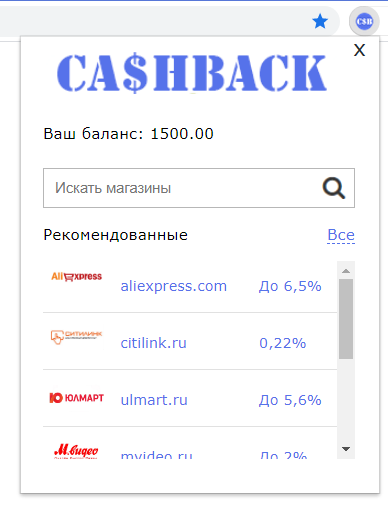 C$B
X
CA$HBACK
Ваш баланс: 1500.00
Искать магазины
Рекомендованные Все
AliExpress aliexpress.com До 6,5%
СИТИЛИНК citilink.ru 0,22%
ЮЛМАРТ ulmart.ru До 5,6%
М.видео mvideo.ru До 2%